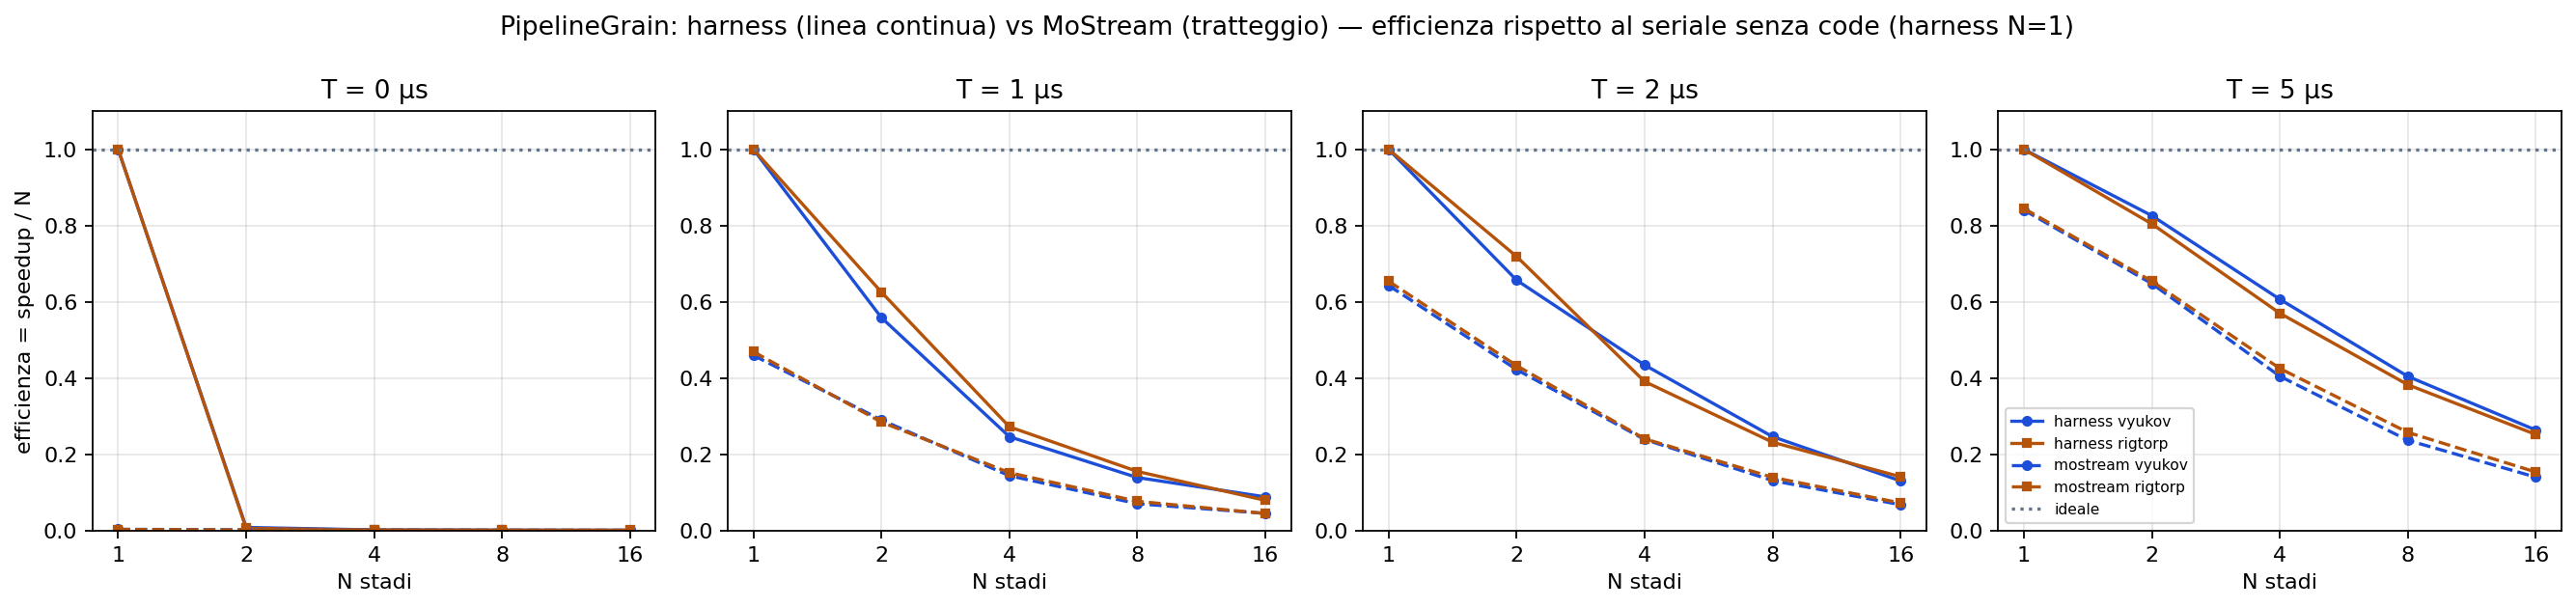 PipelineGrain: harness (linea continua) vs MoStream (tratteggio) — efficienza rispetto al seriale senza code (harness N=1)
T = 0 µs
T = 1 µs
T = 2 µs
T = 5 µs
efficienza = speedup / N
1.0
0.8
0.6
0.4
0.2
0.0
1 2 4 8 16
N stadi
1.0
0.8
0.6
0.4
0.2
0.0
1 2 4 8 16
N stadi
1.0
0.8
0.6
0.4
0.2
0.0
1 2 4 8 16
N stadi
1.0
0.8
0.6
0.4
0.2
0.0
harness vyukov
harness rigtorp
mostream vyukov
mostream rigtorp
ideale
1 2 4 8 16
N stadi